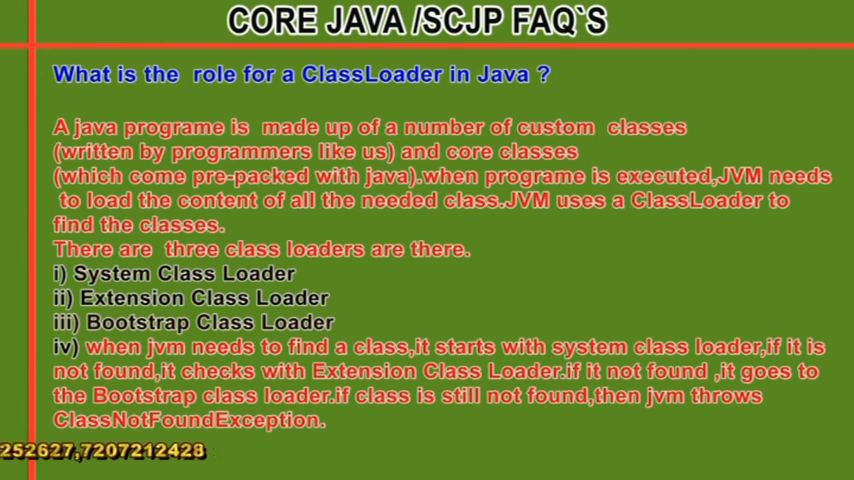 CORE JAVA /SCJP FAQ`S
What is the role for a ClassLoader in Java ?
A java programe is made up of a number of custom classes
(written by programmers like us) and core classes
(which come pre-packed with java).when programe is executed,JVM needs
to load the content of all the needed class.JVM uses a ClassLoader to
find the classes.
There are three class loaders are there.
i) System Class Loader
ii) Extension Class Loader
iii) Bootstrap Class Loader
iv) when jvm needs to find a class,it starts with system class loader,if it is
not found,it checks with Extension Class Loader.if it not found ,it goes to
the Bootstrap class loader.if class is still not found,then jvm throws
ClassNotFoundException.
252627,7207212428